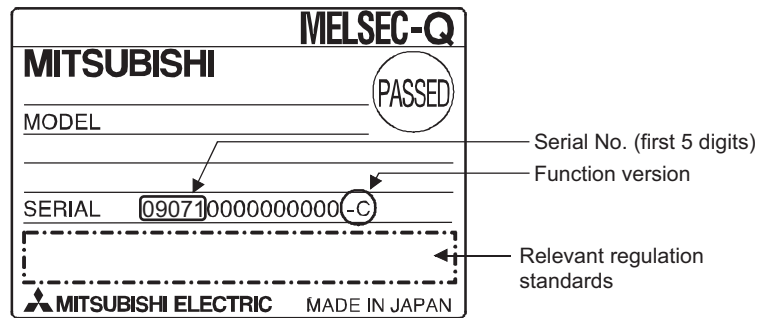 MELSEC-Q
MITSUBISHI
PASSED
MODEL
Serial No. (first 5 digits)
Function version
SERIAL 090710000000000-C
Relevant regulation
standards
MITSUBISHI ELECTRIC MADE IN JAPAN